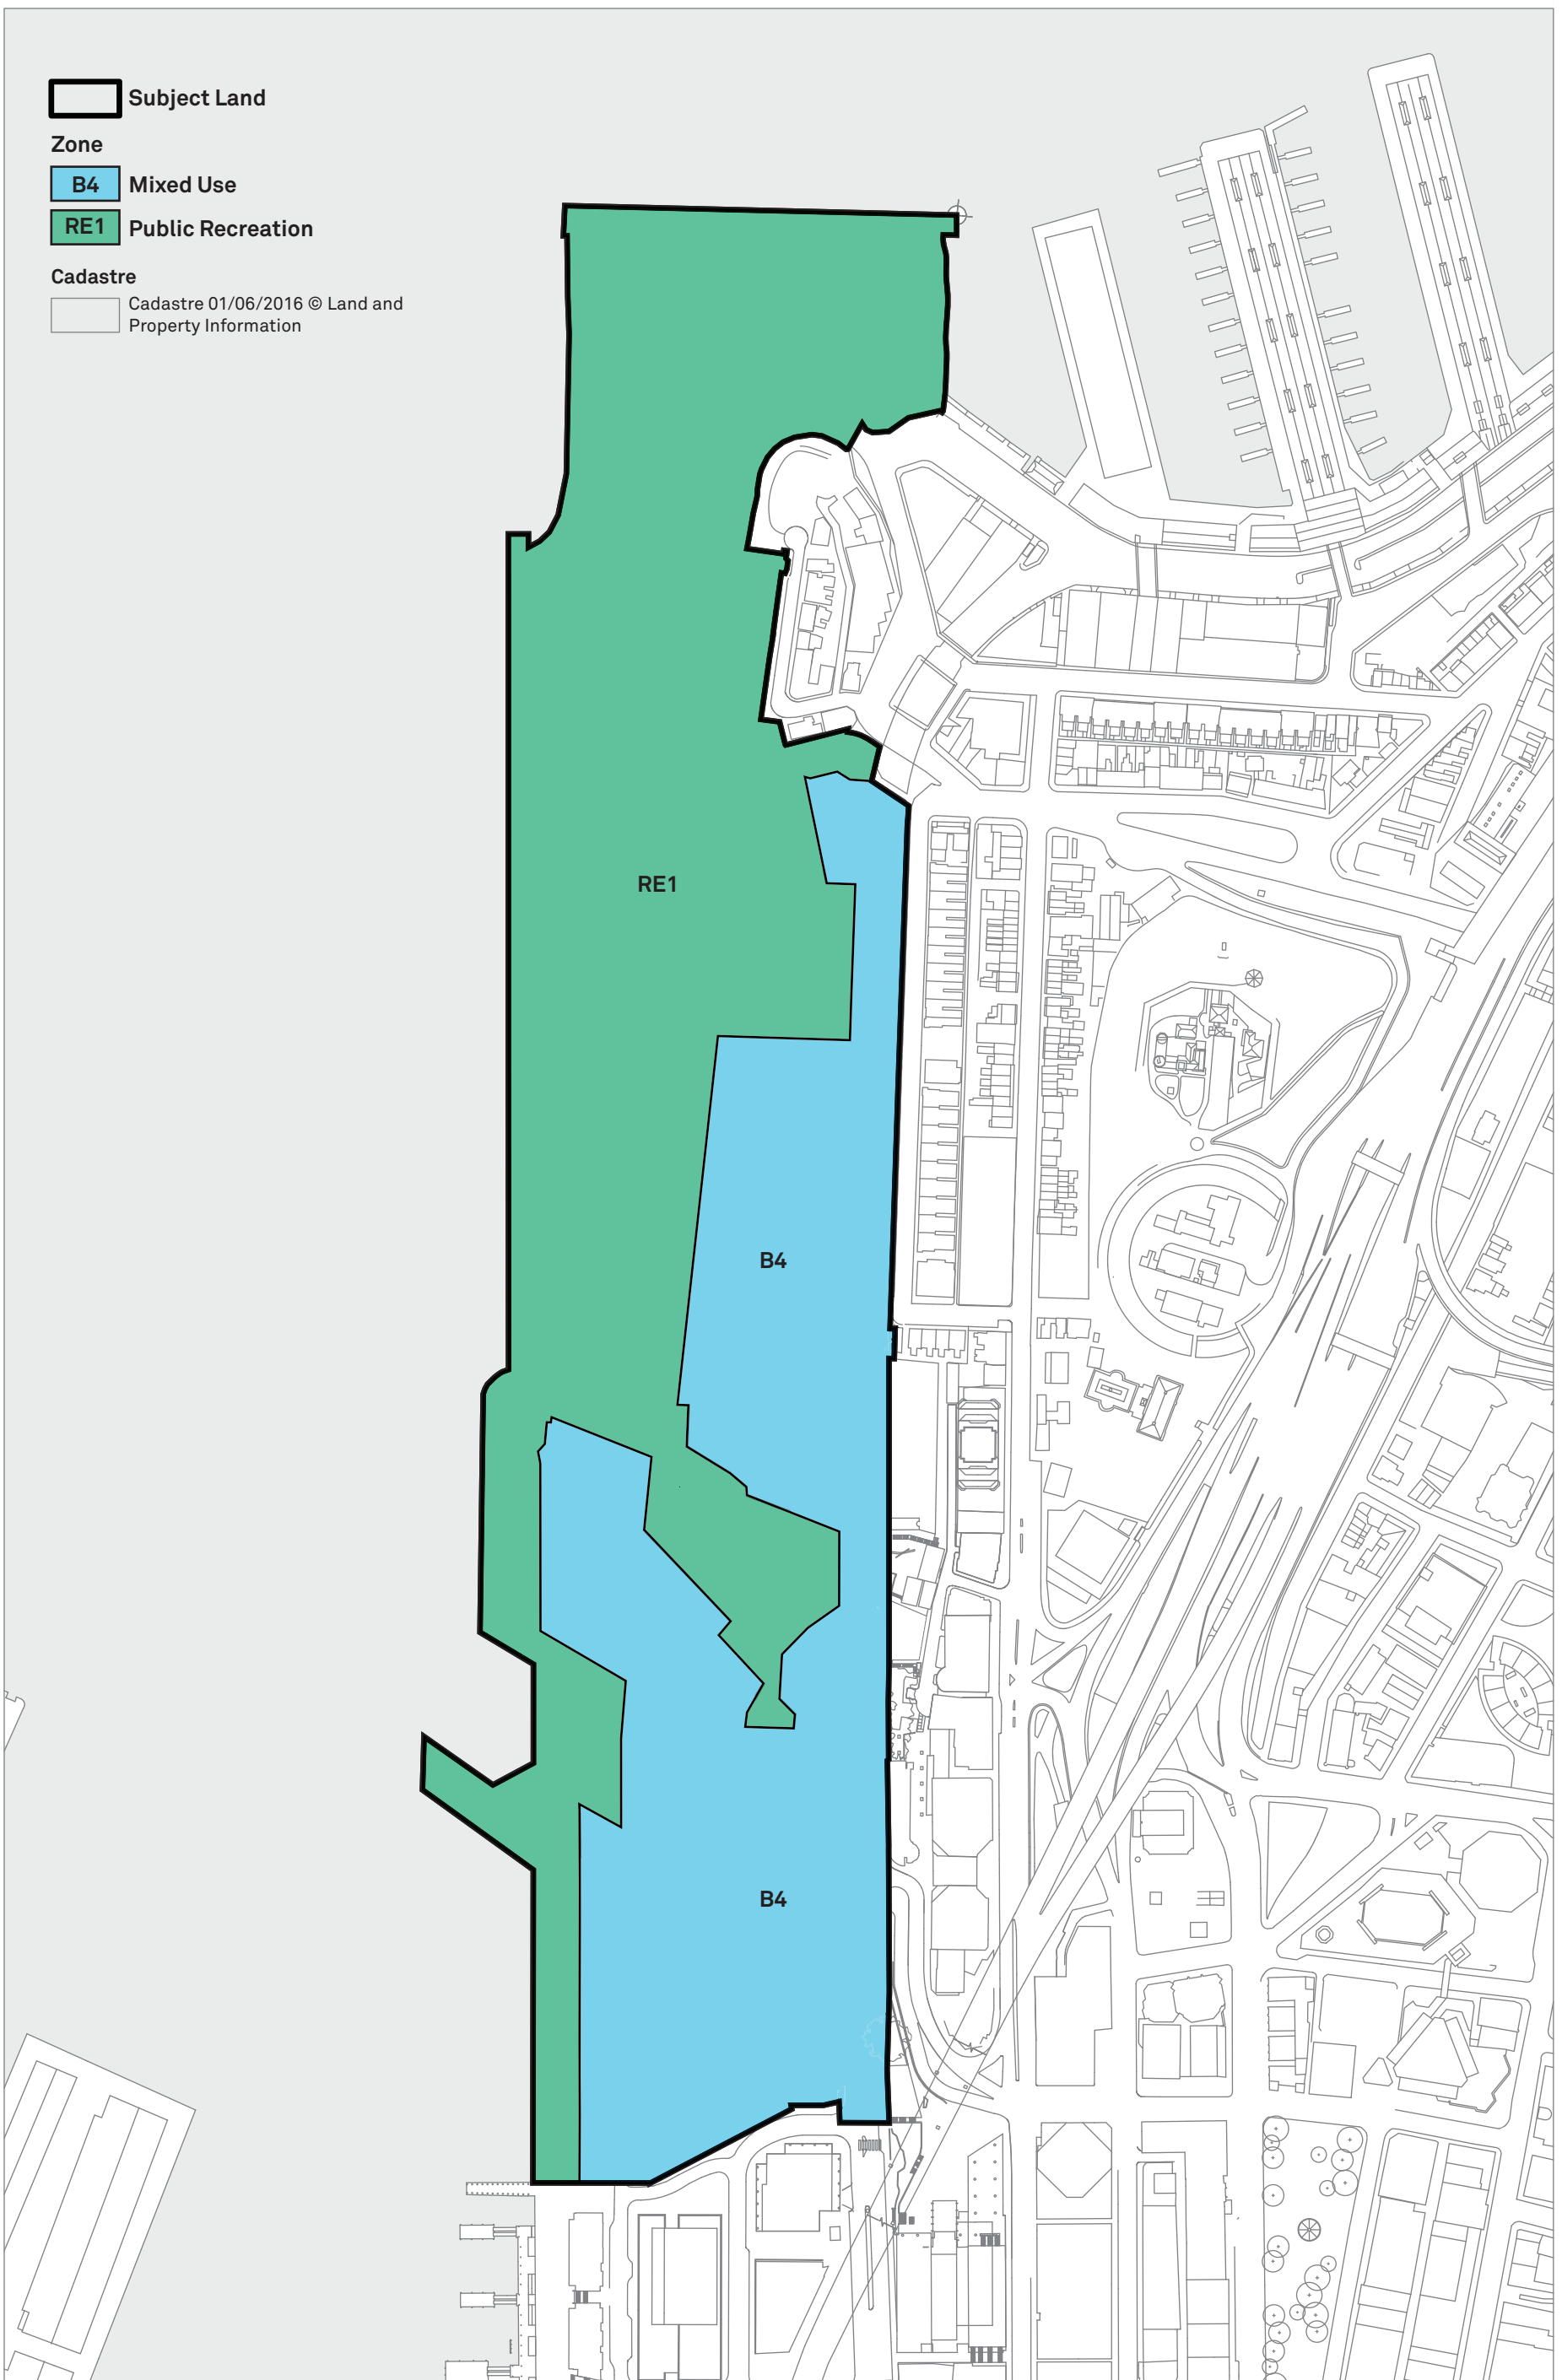 Subject Land
Zone
B4 Mixed Use
RE1 Public Recreation
Cadastre
Cadastre 01/06/2016 © Land and
Property Information
RE1
B4
B4